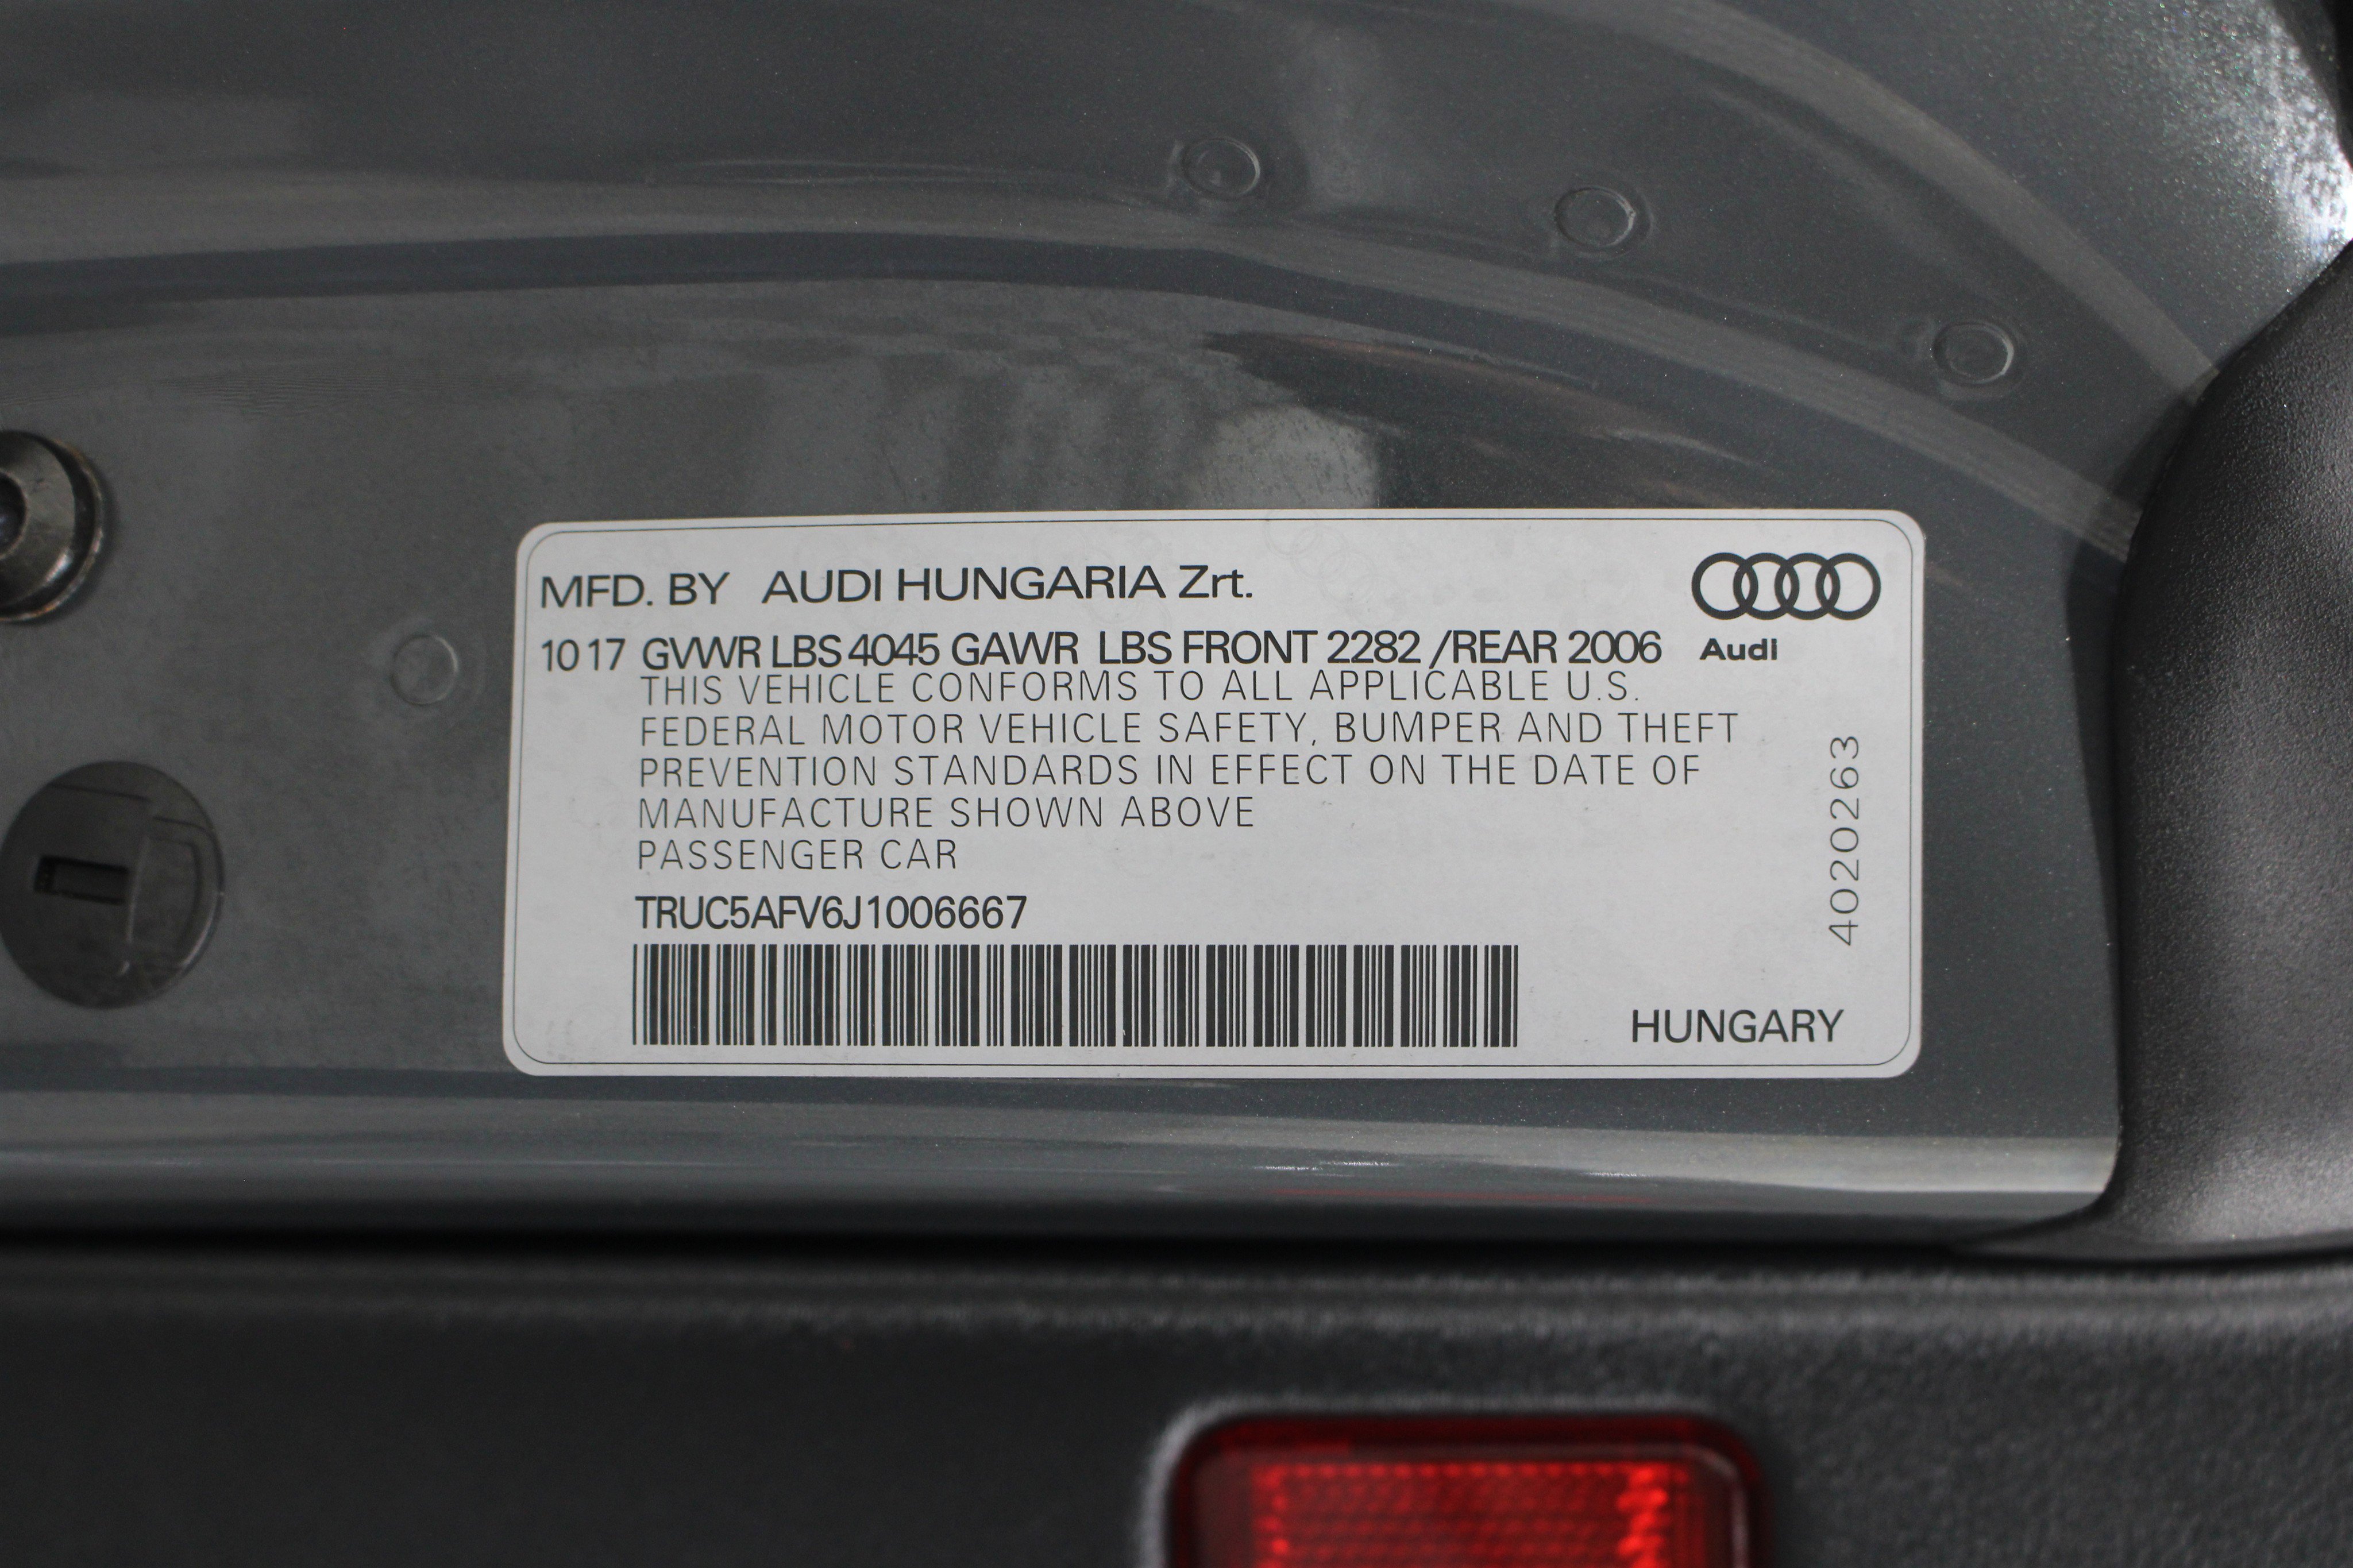 MFD. BY AUDI HUNGARIA Zrt.
10 17 GVWR LBS 4045 GAWR LBS FRONT 2282 /REAR 2006
Audi
THIS VEHICLE CONFORMS TO ALL APPLICABLE U.S.
FEDERAL MOTOR VEHICLE SAFETY, BUMPER AND THEFT
PREVENTION STANDARDS IN EFFECT ON THE DATE OF
MANUFACTURE SHOWN ABOVE
PASSENGER CAR
4020263
TRUC5AFV6J1006667
HUNGARY